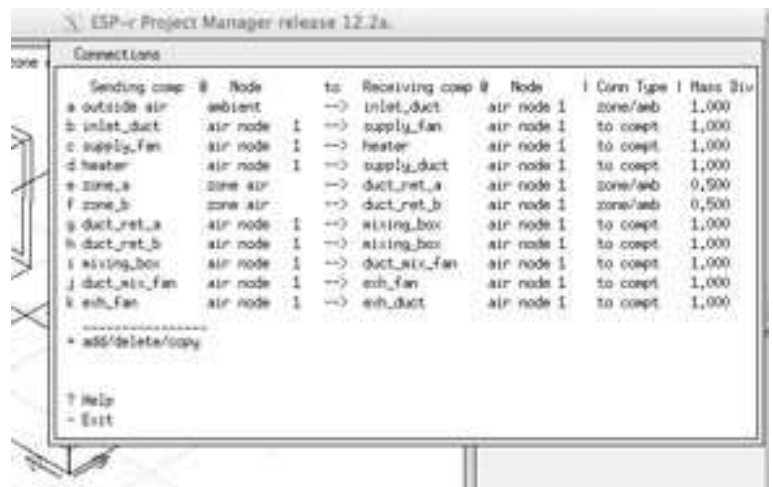 ESP-r Project Manager release 12.2a.
zone
Connections
Sending comp @ Node to Receiving comp @ Node | Conn Type | Mass Div
a outside air ambient --> inlet_duct air node 1 zone/amb 1.000
b inlet_duct air node 1 --> supply_fan air node 1 to compt. 1.000
c supply_fan air node 1 --> heater air node 1 to compt. 1.000
d heater air node 1 --> supply_duct air node 1 to compt. 1.000
e zone_a zone air --> duct_ret_a air node 1 zone/amb 0.500
f zone_b zone air --> duct_ret_b air node 1 zone/amb 0.500
g duct_ret_a air node 1 --> mixing_box air node 1 to compt. 1.000
h duct_ret_b air node 1 --> mixing_box air node 1 to compt. 1.000
i mixing_box air node 1 --> duct_mix_fan air node 1 to compt. 1.000
j duct_mix_fan air node 1 --> exh_fan air node 1 to compt. 1.000
k exh_fan air node 1 --> exh_duct air node 1 to compt. 1.000
----------------
* add/delete/copy
? Help
- Exit